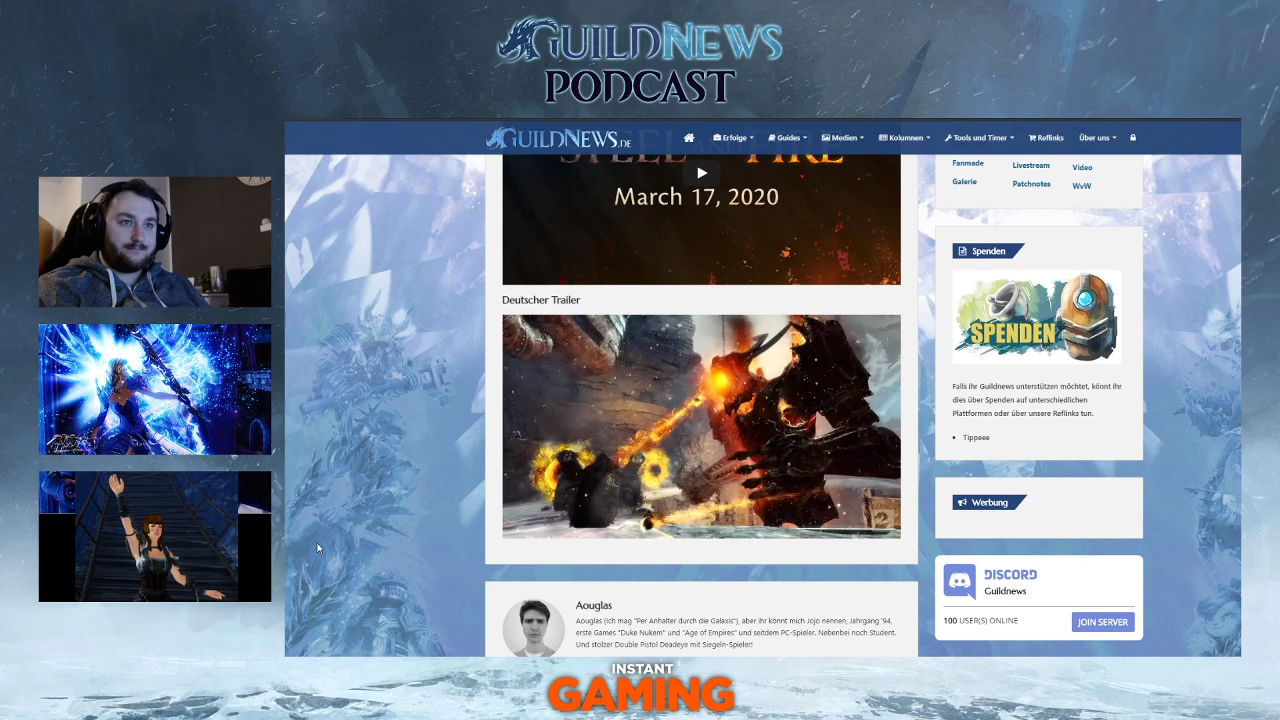 GUILDNEWS
PODCAST
GUILDNEWS.DE
Erfolge
Guides
Medien
Kolumnen
Tools und Timer
Reflinks
Über uns
STEEL FIRE
March 17, 2020
Deutscher Trailer
Fanmade
Livestream
Video
Galerie
Patchnotes
WvW
Spenden
SPENDEN
Falls ihr Guildnews unterstützen möchtet, könnt ihr
dies über Spenden auf unterschiedlichen
Plattformen oder über unsere Reflinks tun.
• Tippeee
Werbung
DISCORD
Guildnews
100 USER(S) ONLINE
JOIN SERVER
Aouglas
Aouglas (ich mag "Per Anhalter durch die Galaxis"), aber ihr könnt mich Jojo nennen, Jahrgang '94,
erste Games "Duke Nukem" und "Age of Empires" und seitdem PC-Spieler. Nebenbei noch Student.
Und stolzer Double Pistol Deadeye mit Siegeln-Spieler!
INSTANT
GAMING